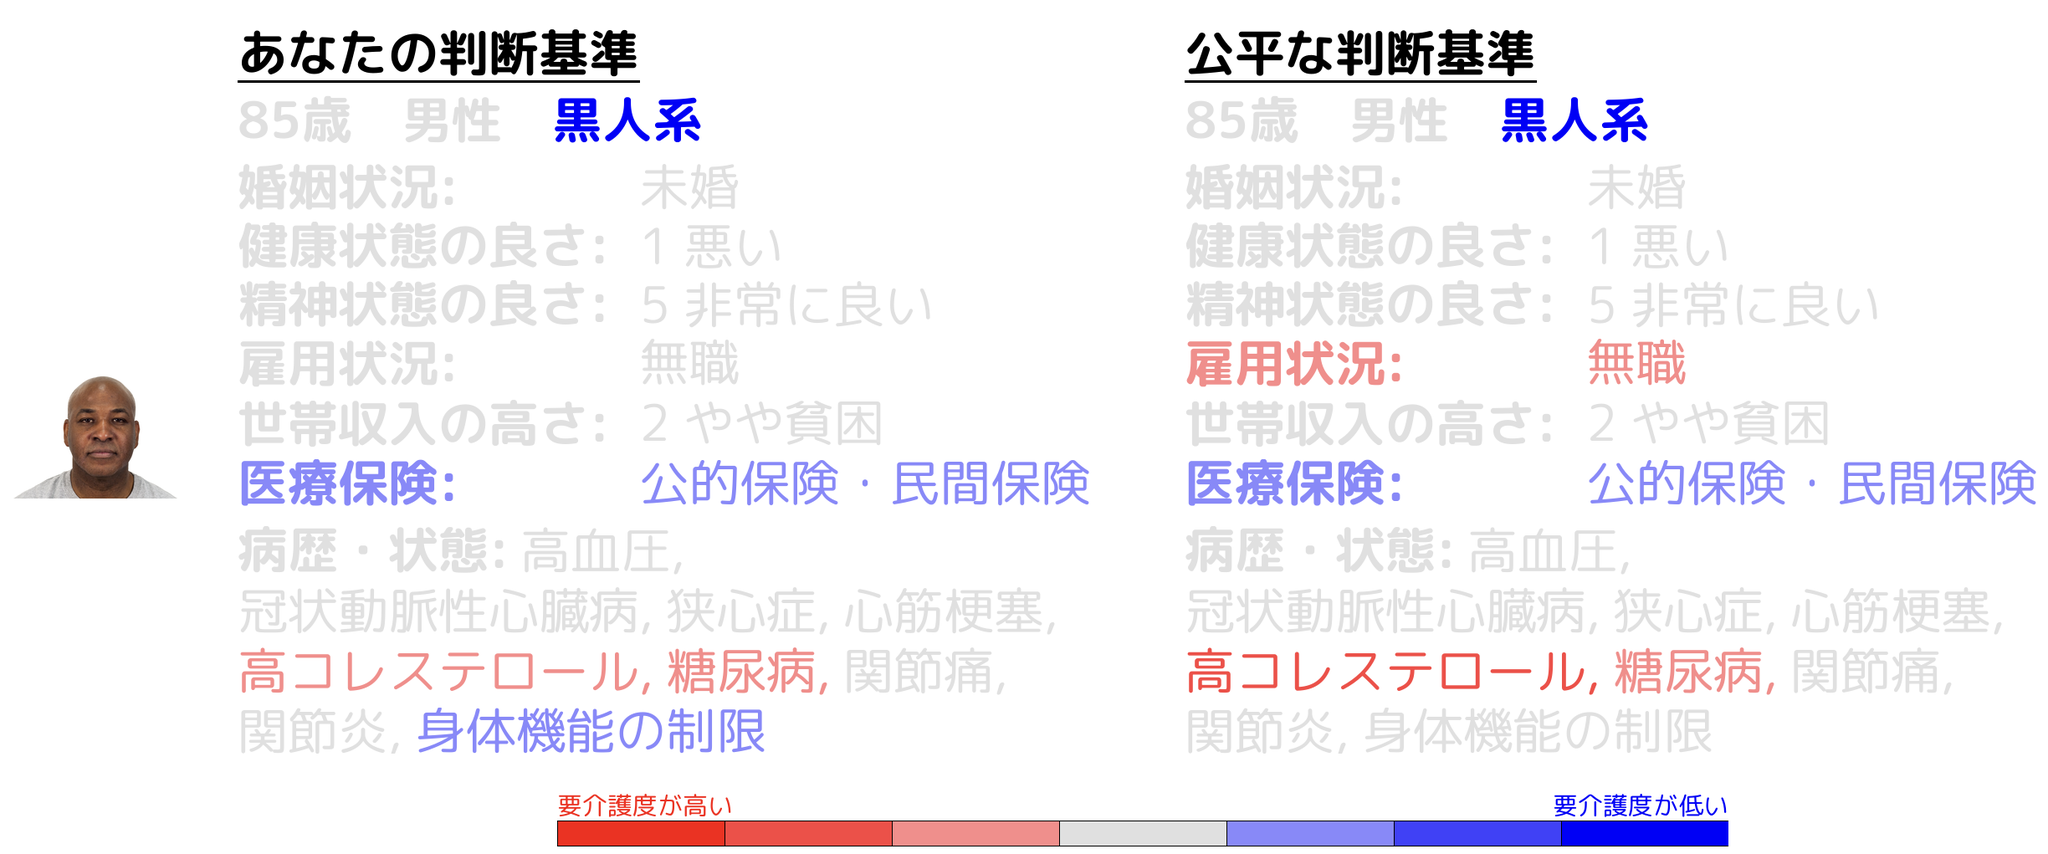 あなたの判断基準
85歳 男性 黒人系
婚姻状況: 未婚
健康状態の良さ: 1 悪い
精神状態の良さ: 5 非常に良い
雇用状況: 無職
世帯収入の高さ: 2 やや貧困
医療保険: 公的保険・民間保険
病歴・状態: 高血圧,
冠状動脈性心臓病, 狭心症, 心筋梗塞,
高コレステロール, 糖尿病, 関節痛,
関節炎, 身体機能の制限
公平な判断基準
85歳 男性 黒人系
婚姻状況: 未婚
健康状態の良さ: 1 悪い
精神状態の良さ: 5 非常に良い
雇用状況: 無職
世帯収入の高さ: 2 やや貧困
医療保険: 公的保険・民間保険
病歴・状態: 高血圧,
冠状動脈性心臓病, 狭心症, 心筋梗塞,
高コレステロール, 糖尿病, 関節痛,
関節炎, 身体機能の制限
要介護度が高い
要介護度が低い